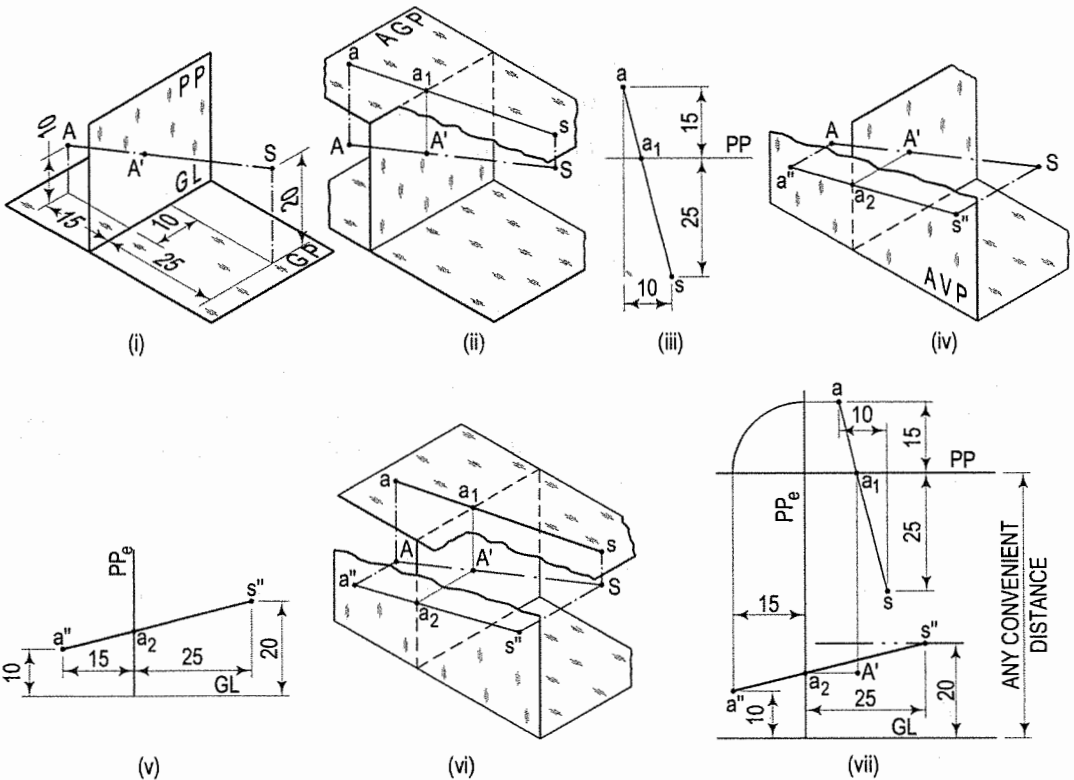 PP
A
A'
S
GL
10
20
15
10
25
GP
(i)
AGP
a
a₁
s
A
A'
S
(ii)
a
15
a₁
PP
25
10
s
(iii)
A
A'
S
a"
a₂
s"
AVP
(iv)
PPe
s"
a"
a₂
10
15
25
20
GL
(v)
a
a₁
s
A
A'
S
a"
a₂
s"
(vi)
a
10
15
PP
a₁
PPe
25
s
15
s"
a₂
A'
a"
10
25
20
GL
ANY CONVENIENT
DISTANCE
(vii)